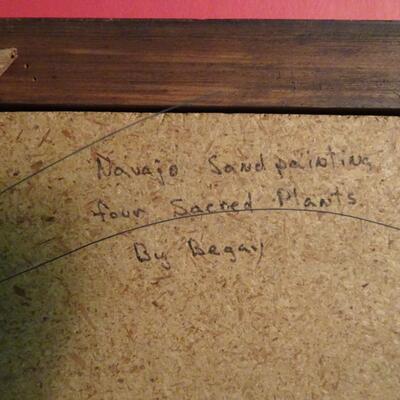 Navajo Sandpainting
four Sacred Plants
By Begay